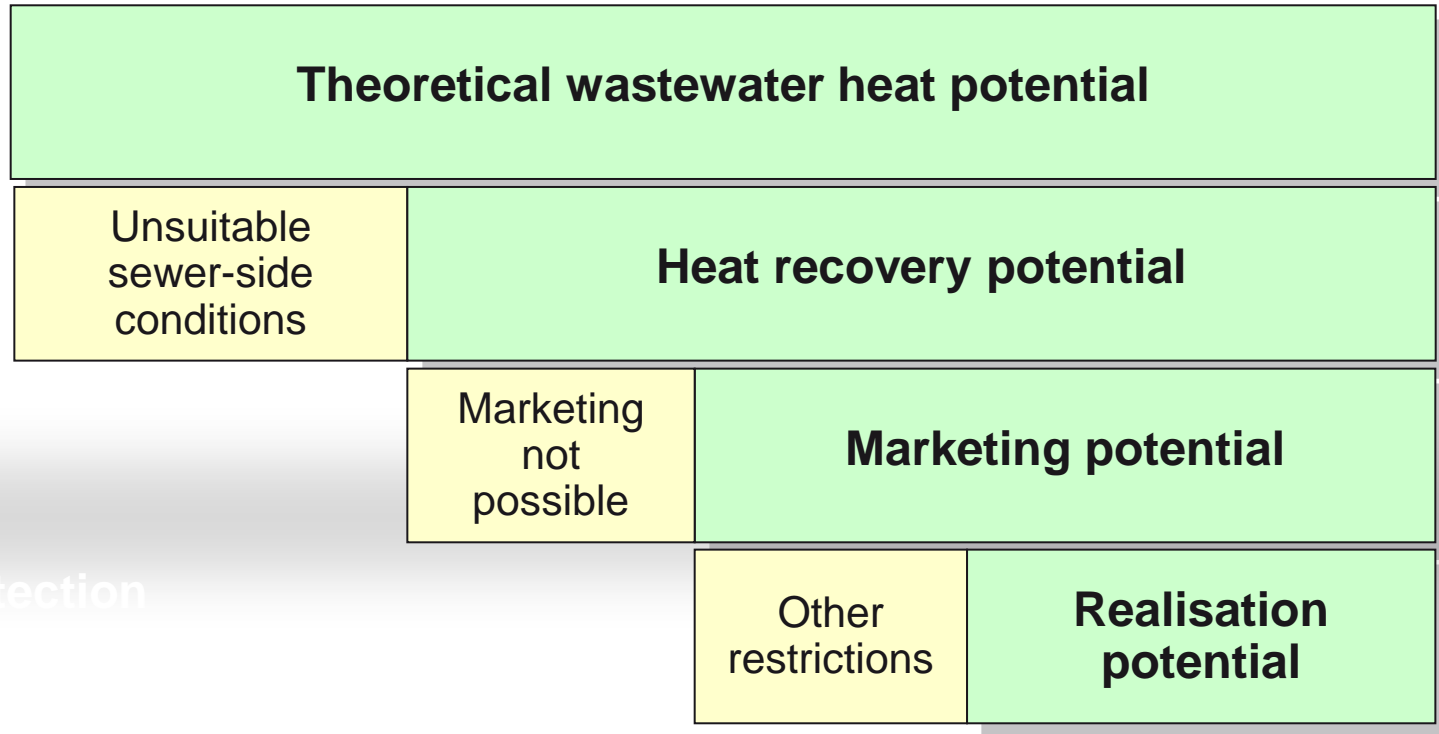 Theoretical wastewater heat potential
Unsuitable
sewer-side
conditions
Heat recovery potential
Marketing
not
possible
Marketing potential
tection
Other
restrictions
Realisation
potential